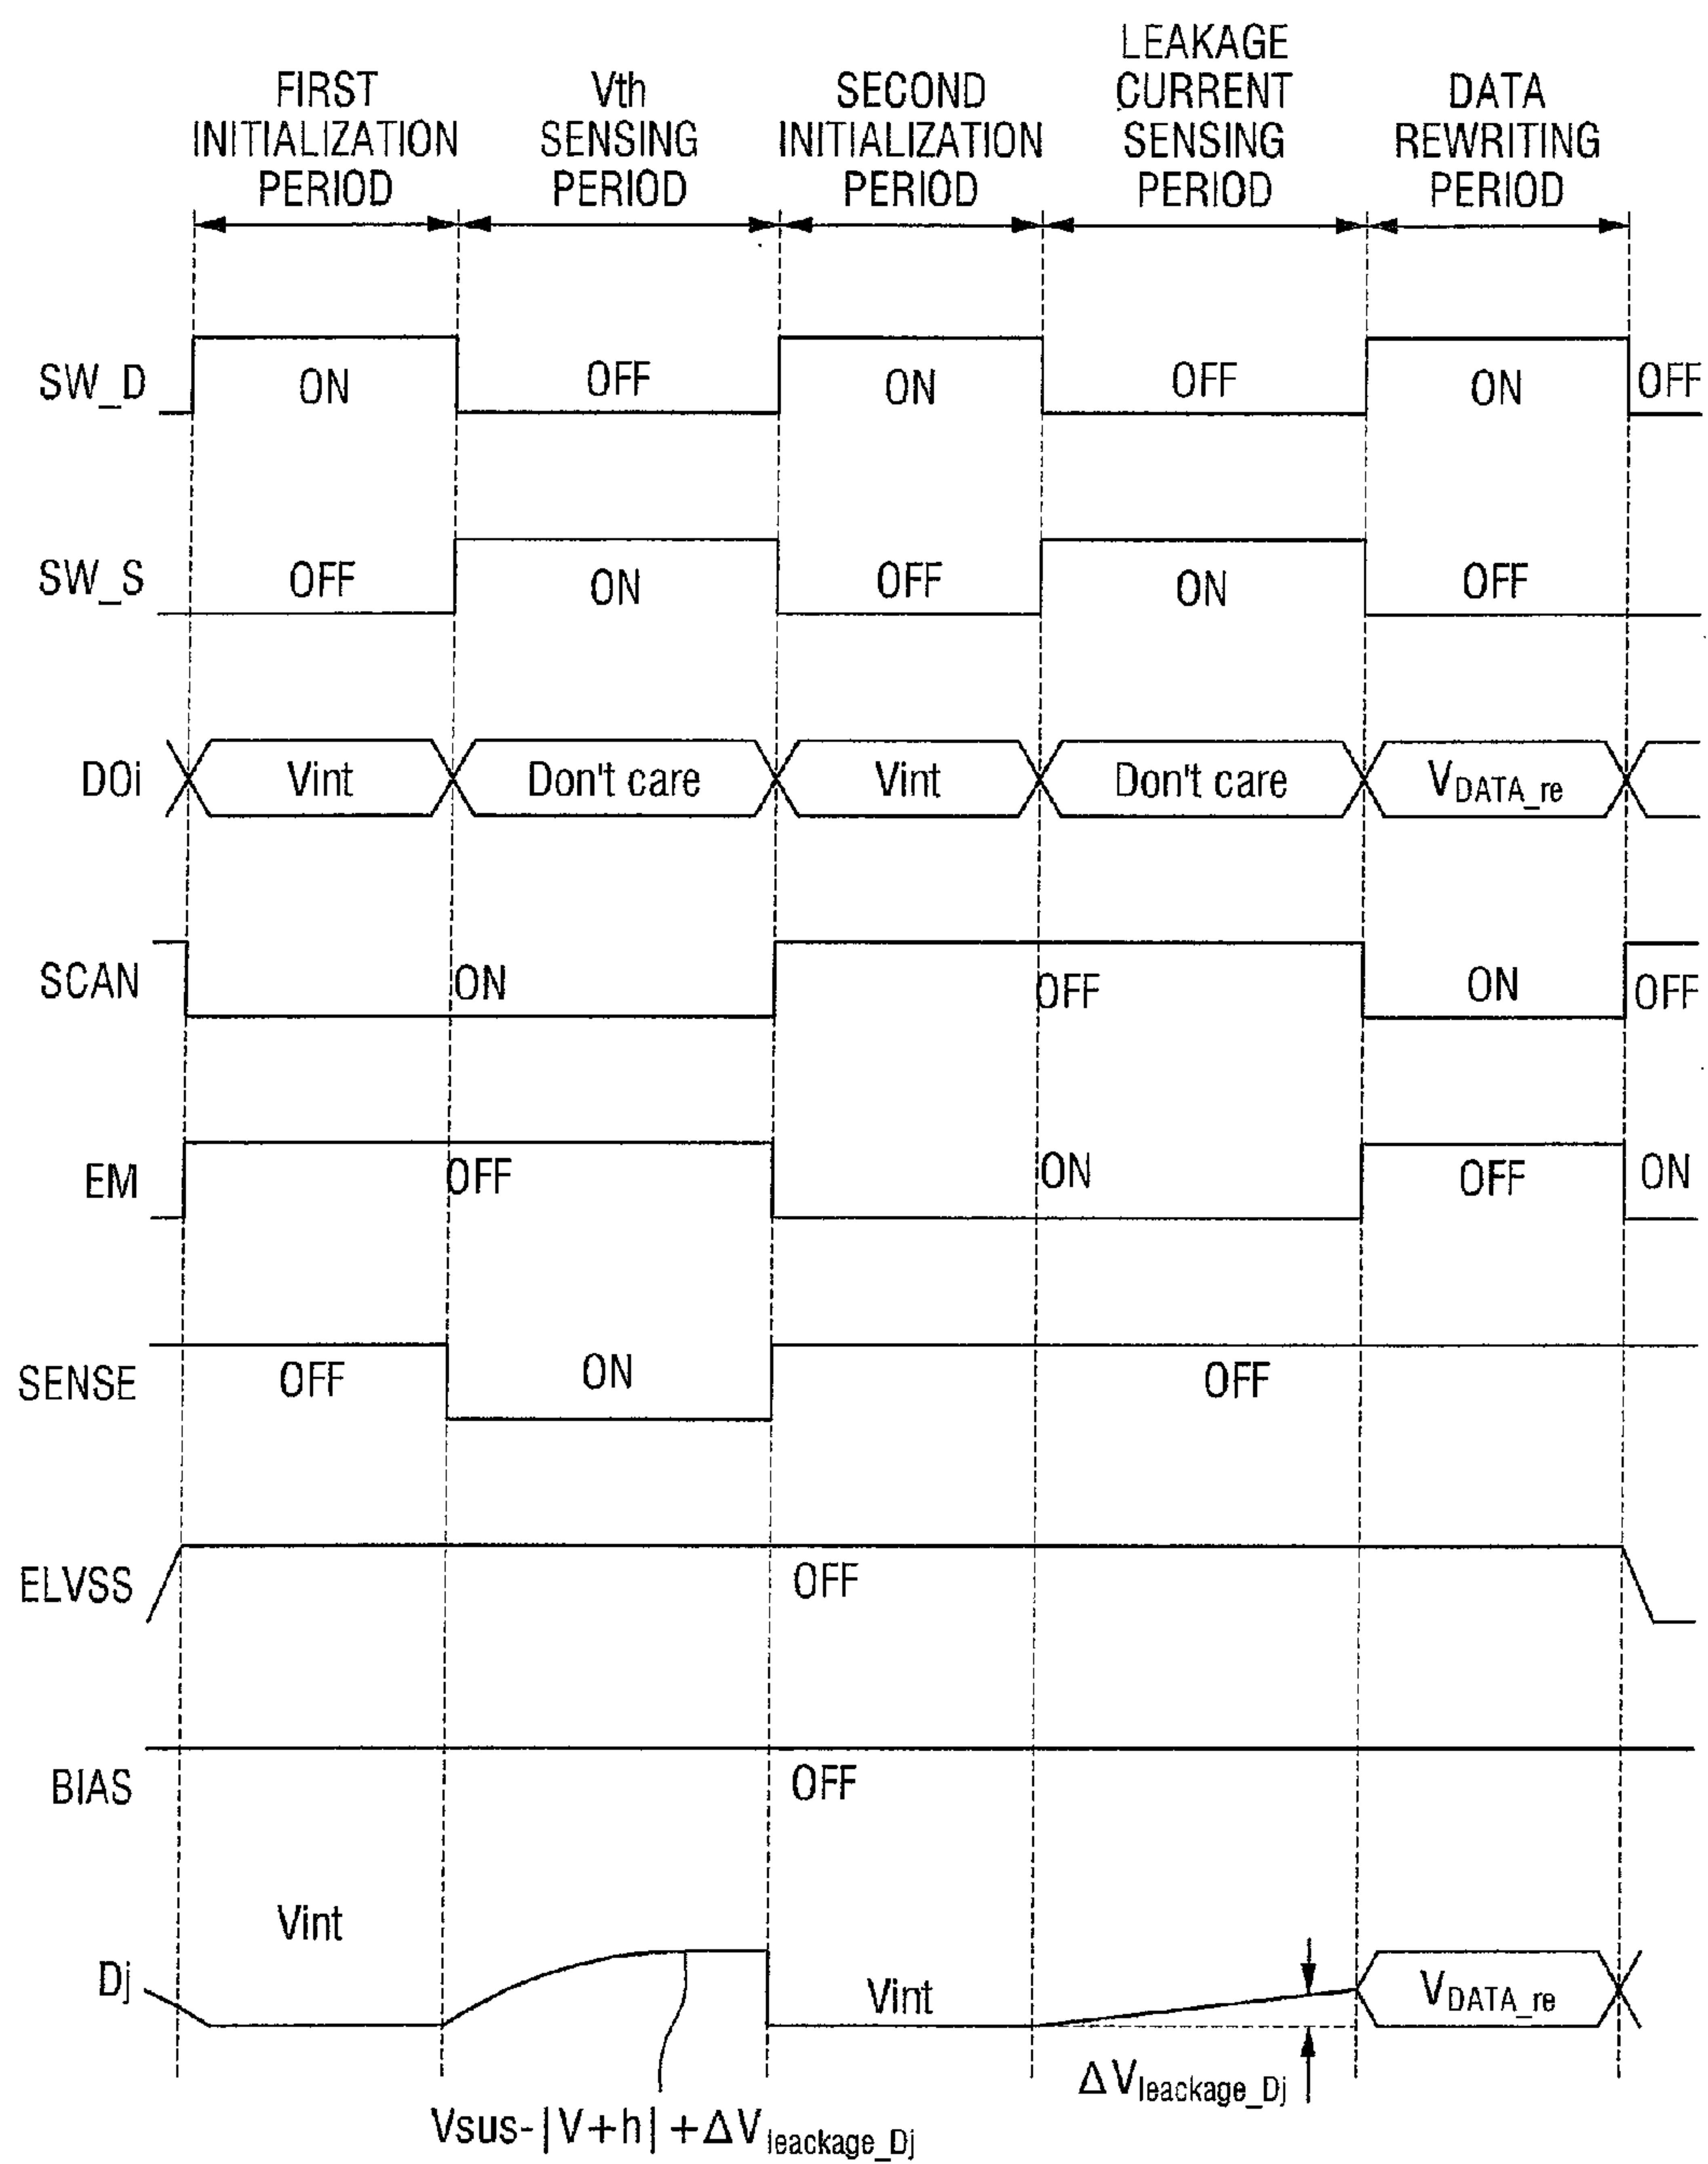 FIRST
INITIALIZATION
PERIOD
Vth
SENSING
PERIOD
SECOND
INITIALIZATION
PERIOD
LEAKAGE
CURRENT
SENSING
PERIOD
DATA
REWRITING
PERIOD
SW_D ON OFF ON OFF ON OFF
SW_S OFF ON OFF ON OFF
DOi Vint Don't care Vint Don't care VDATA_re
SCAN ON OFF ON OFF
EM OFF ON OFF ON
SENSE OFF ON OFF
ELVSS OFF
BIAS OFF
Dj Vint Vint VDATA_re
ΔVleackage_Dj
Vsus-|V+h|+ΔVleackage_Dj